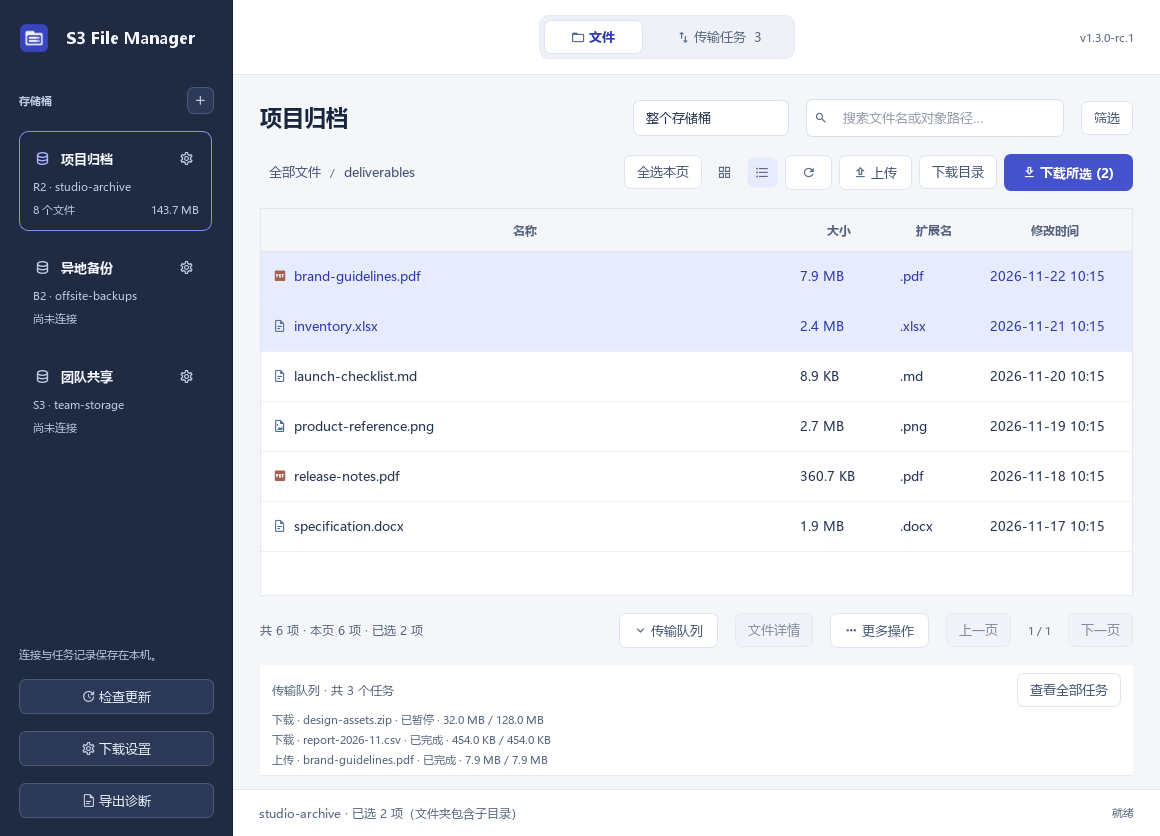 S3 File Manager
文件
传输任务 3
v1.3.0-rc.1
存储桶
项目归档
R2 · studio-archive
8 个文件 143.7 MB
异地备份
B2 · offsite-backups
尚未连接
团队共享
S3 · team-storage
尚未连接
连接与任务记录保存在本机。
检查更新
下载设置
导出诊断
项目归档
整个存储桶
搜索文件名或对象路径...
筛选
全部文件 / deliverables
全选本页
上传
下载目录
下载所选 (2)
名称 大小 扩展名 修改时间
brand-guidelines.pdf 7.9 MB .pdf 2026-11-22 10:15
inventory.xlsx 2.4 MB .xlsx 2026-11-21 10:15
launch-checklist.md 8.9 KB .md 2026-11-20 10:15
product-reference.png 2.7 MB .png 2026-11-19 10:15
release-notes.pdf 360.7 KB .pdf 2026-11-18 10:15
specification.docx 1.9 MB .docx 2026-11-17 10:15
共 6 项 · 本页 6 项 · 已选 2 项
传输队列
文件详情
更多操作
上一页
1 / 1
下一页
传输队列 · 共 3 个任务
查看全部任务
下载 · design-assets.zip · 已暂停 · 32.0 MB / 128.0 MB
下载 · report-2026-11.csv · 已完成 · 454.0 KB / 454.0 KB
上传 · brand-guidelines.pdf · 已完成 · 7.9 MB / 7.9 MB
studio-archive · 已选 2 项（文件夹包含子目录）
就绪